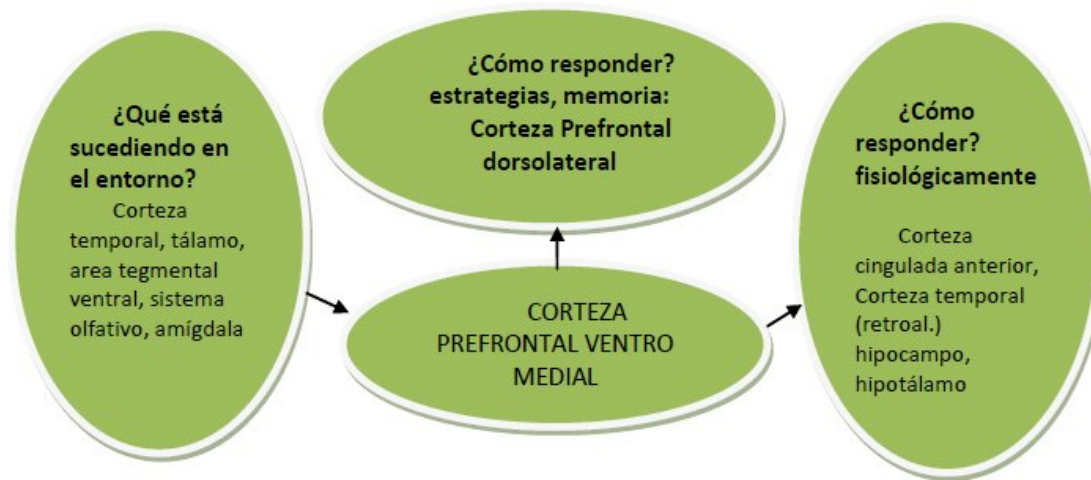 ¿Qué está
sucediendo en
el entorno?
Corteza
temporal, tálamo,
area tegmental
ventral, sistema
olfativo, amígdala
¿Cómo responder?
estrategias, memoria:
Corteza Prefrontal
dorsolateral
CORTEZA
PREFRONTAL VENTRO
MEDIAL
¿Cómo
responder?
fisiológicamente
Corteza
cingulada anterior,
Corteza temporal
(retroal.)
hipocampo,
hipotálamo